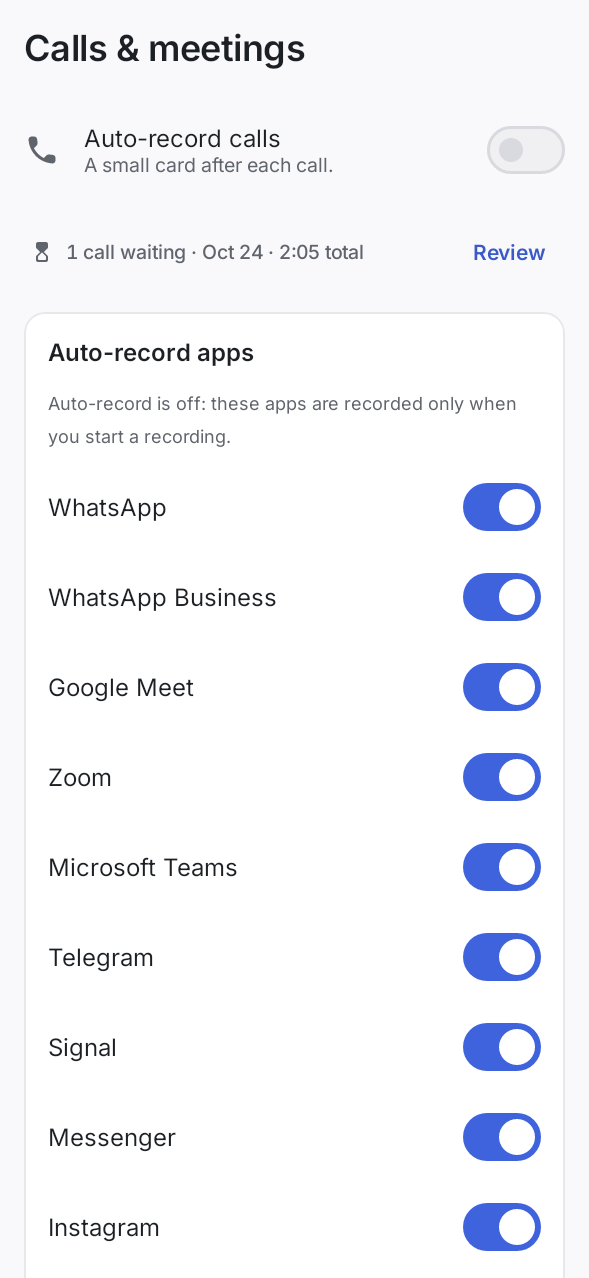 Calls & meetings
Auto-record calls
A small card after each call.
1 call waiting · Oct 24 · 2:05 total
Review
Auto-record apps
Auto-record is off: these apps are recorded only when
you start a recording.
WhatsApp
WhatsApp Business
Google Meet
Zoom
Microsoft Teams
Telegram
Signal
Messenger
Instagram